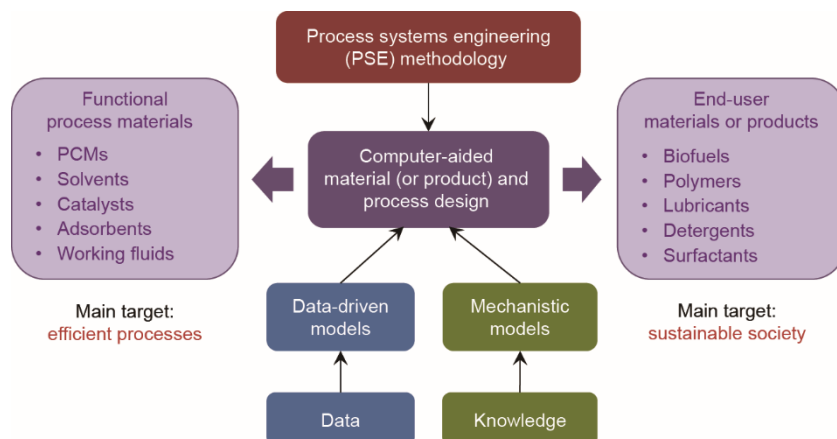 Process systems engineering
(PSE) methodology
Functional
process materials
• PCMs
• Solvents
• Catalysts
• Adsorbents
• Working fluids
Main target:
efficient processes
Computer-aided
material (or product) and
process design
End-user
materials or products
• Biofuels
• Polymers
• Lubricants
• Detergents
• Surfactants
Main target:
sustainable society
Data-driven
models
Mechanistic
models
Data
Knowledge